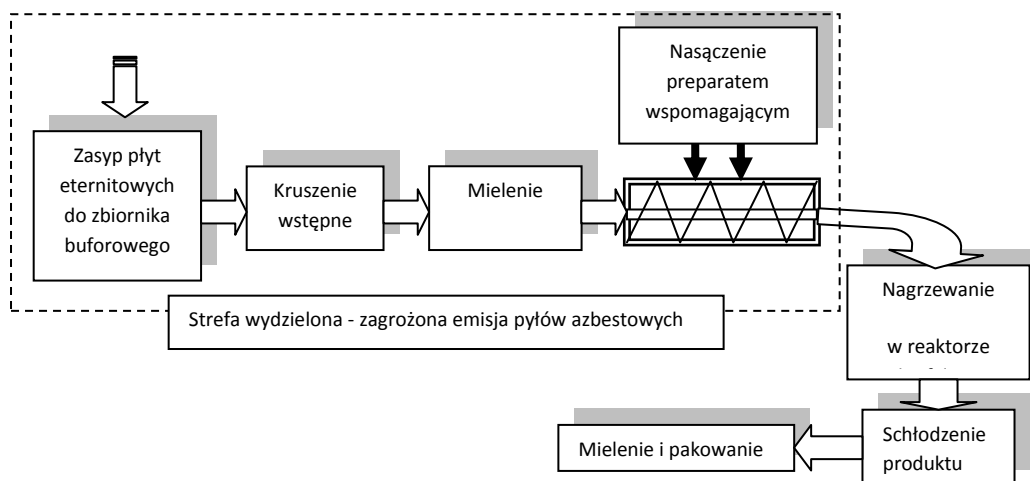 Nasączenie
preparatem
wspomagającym
Zasyp płyt
eternitowych
do zbiornika
buforowego
Kruszenie
wstępne
Mielenie
Strefa wydzielona - zagrożona emisja pyłów azbestowych
Nagrzewanie
w reaktorze
Schłodzenie
produktu
Mielenie i pakowanie